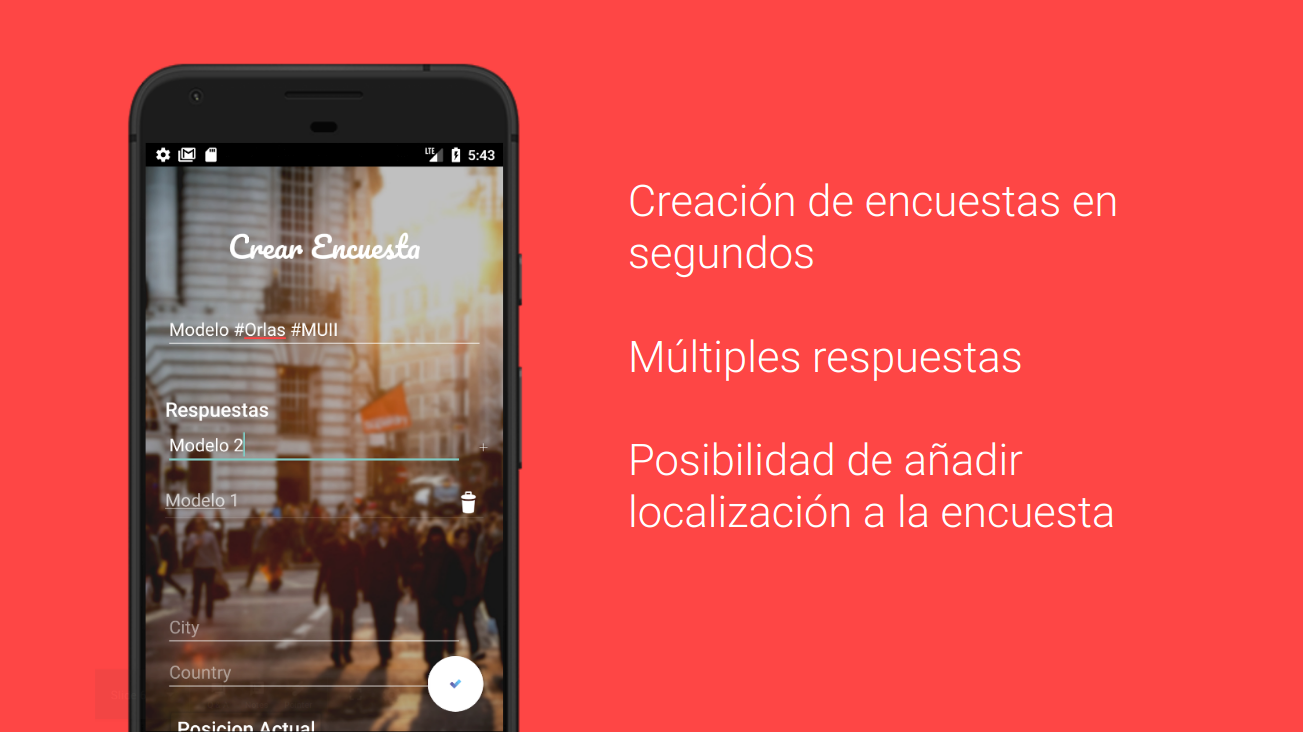 LTE 5:43
Crear Encuesta
Modelo #Orlas #MUII
Respuestas
Modelo 2
+
Modelo 1
City
Country
Posicion Actual
Creación de encuestas en
segundos
Múltiples respuestas
Posibilidad de añadir
localización a la encuesta